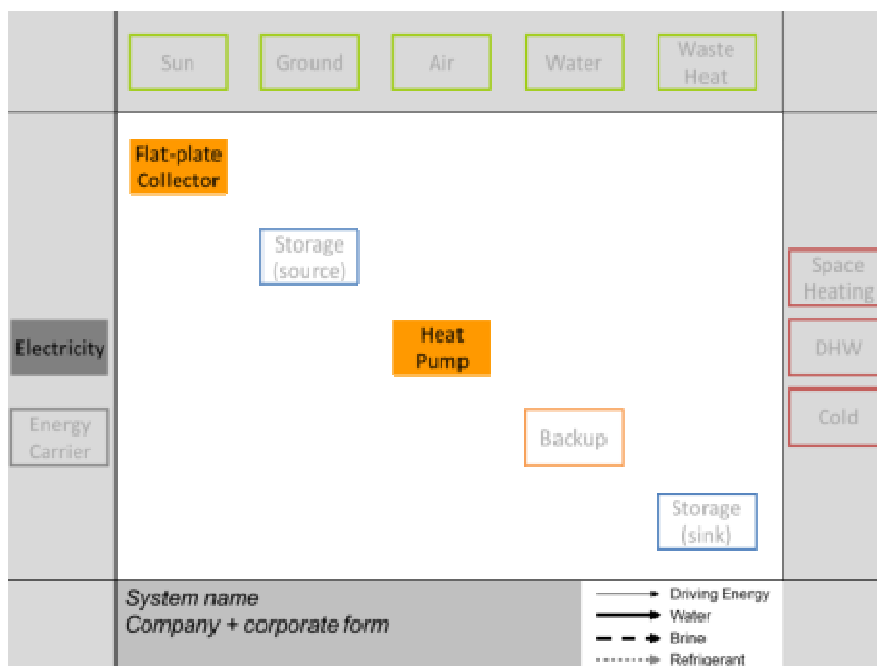 Sun
Ground
Air
Water
Waste
Heat
Flat-plate
Collector
Storage
(source)
Space
Heating
Electricity
Heat
Pump
DHW
Energy
Carrier
Backup
Cold
Storage
(sink)
System name
Company + corporate form
Driving Energy
Water
Brine
Refrigerant